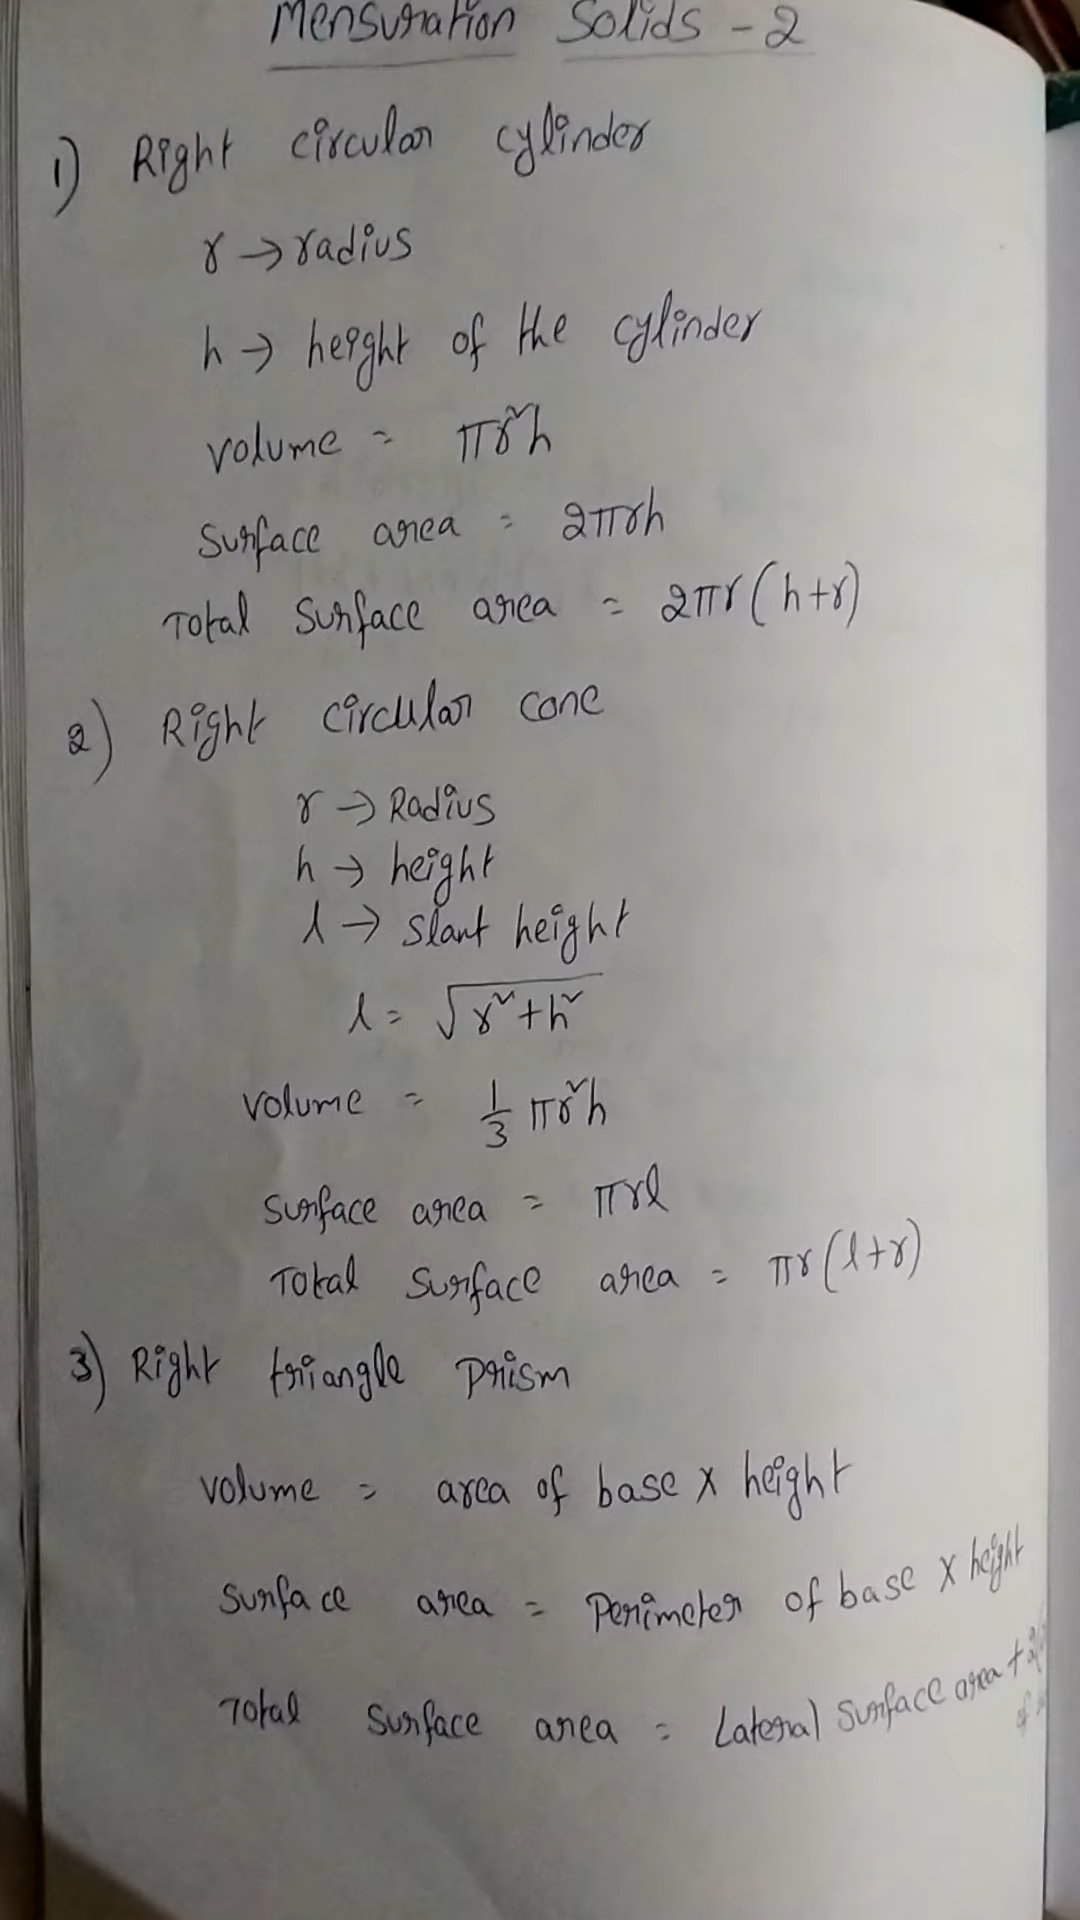 Mensuration Solids - 2
1) Right circular cylinder
r → radius
h → height of the cylinder
volume = πr²h
Surface area = 2πrh
Total surface area = 2πr (h+r)
2) Right circular cone
r → Radius
h → height
l → slant height
l = √r²+h²
volume = 1/3 πr²h
surface area = πrl
Total surface area = πr (l+r)
3) Right triangle prism
volume = area of base x height
Surface area = perimeter of base x height
Total surface area = Lateral surface area + 2
of